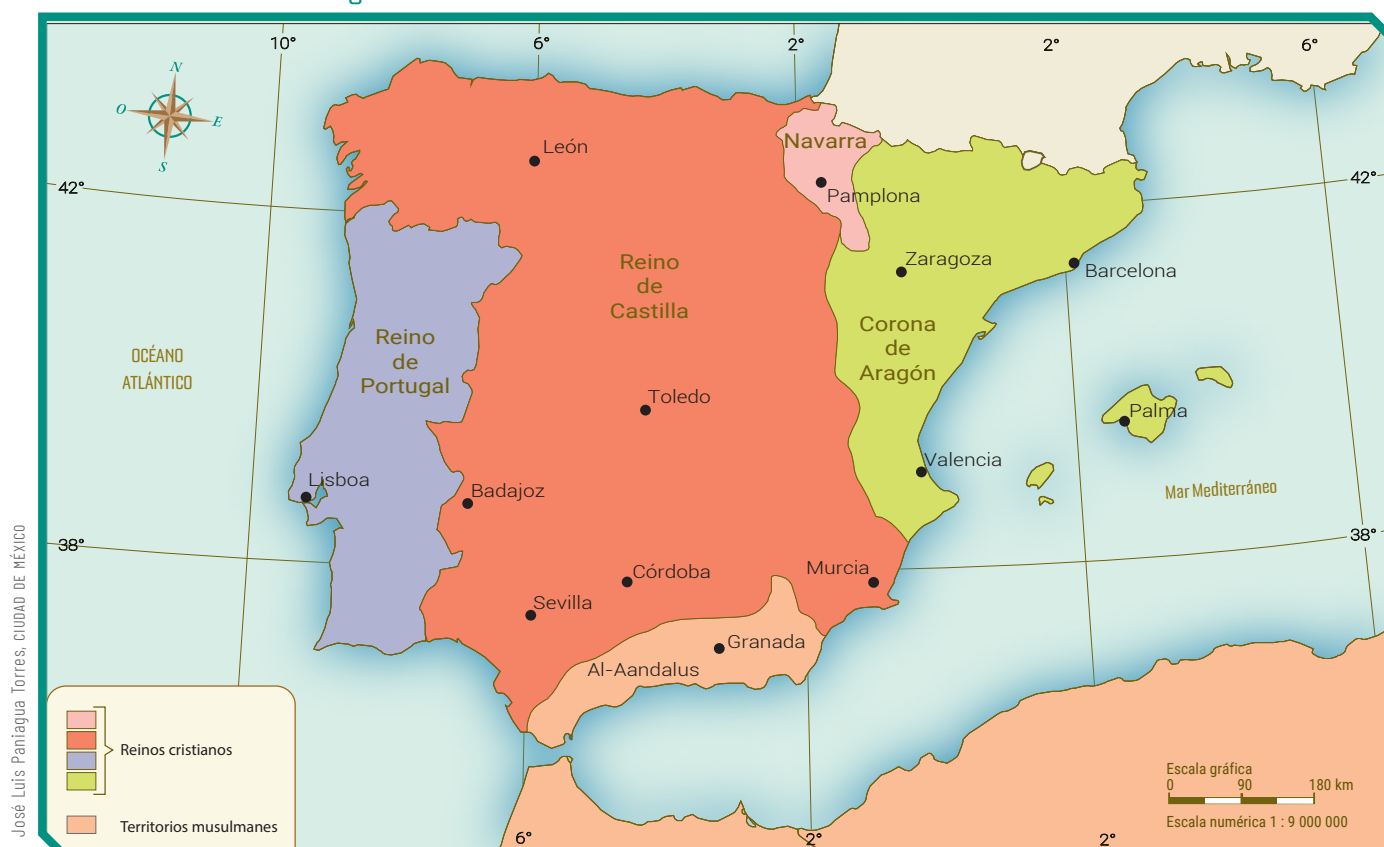 10°
6°
2°
2°
6°
N
O
E
S
42°
42°
León
Navarra
Pamplona
Zaragoza
Barcelona
Reino
de
Castilla
Reino
de
Portugal
Corona
de
Aragón
OCÉANO
ATLÁNTICO
Toledo
Palma
Valencia
Lisboa
Badajoz
Mar Mediterráneo
38°
38°
Córdoba
Murcia
Sevilla
Granada
Al-Aandalus
Reinos cristianos
Territorios musulmanes
Escala gráfica
0 90 180 km
Escala numérica 1 : 9 000 000
6°
2°
2°
José Luis Paniagua Torres, CIUDAD DE MÉXICO